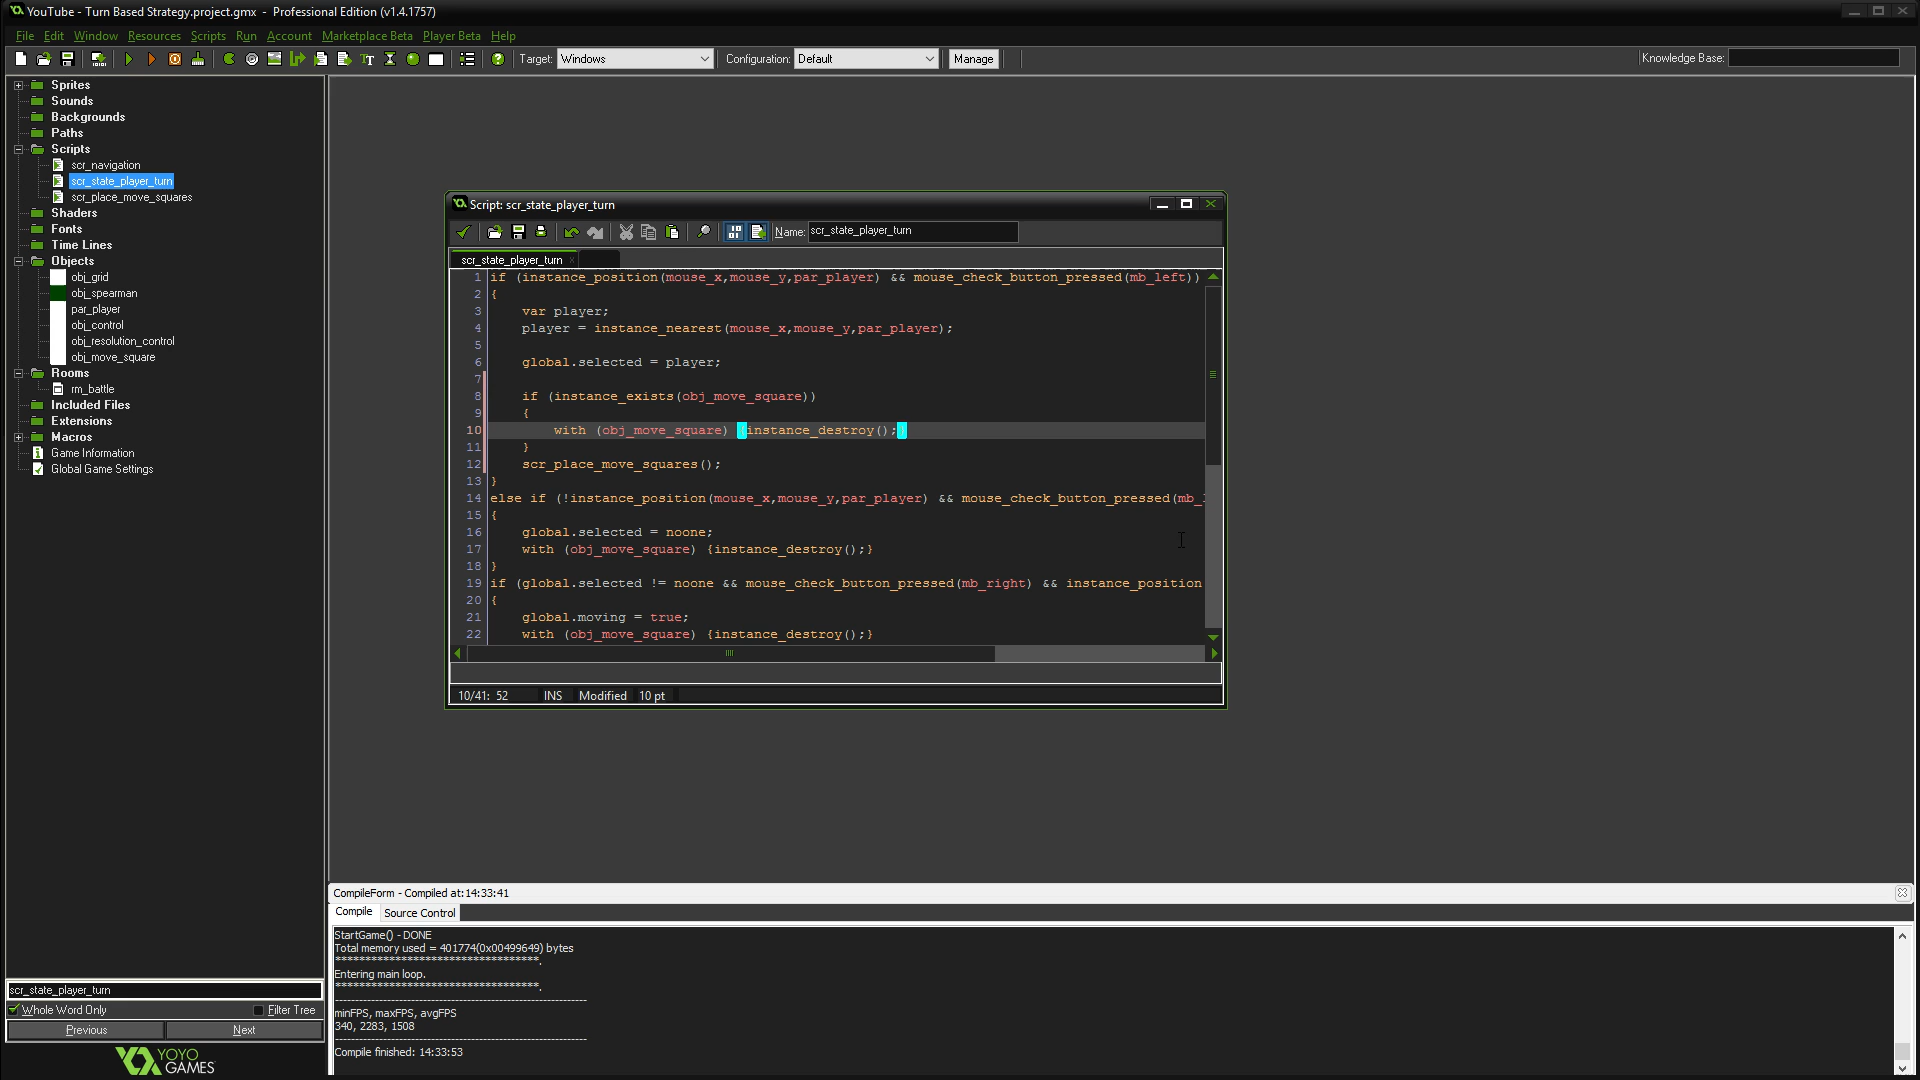 YouTube - Turn Based Strategy.project.gmx  -  Professional Edition (v1.4.1757)
File Edit Window Resources Scripts Run Account Marketplace Beta Player Beta Help
Target: Windows Configuration: Default Manage Knowledge Base:
Sprites
Sounds
Backgrounds
Paths
Scripts
scr_navigation
scr_state_player_turn
scr_place_move_squares
Shaders
Fonts
Time Lines
Objects
obj_grid
obj_spearman
par_player
obj_control
obj_resolution_control
obj_move_square
Rooms
rm_battle
Included Files
Extensions
Macros
Game Information
Global Game Settings
scr_state_player_turn
Whole Word Only Filter Tree
Previous Next
YOYO
GAMES
Script: scr_state_player_turn
Name: scr_state_player_turn
scr_state_player_turn
1 if (instance_position(mouse_x,mouse_y,par_player) && mouse_check_button_pressed(mb_left))
2 {
3 var player;
4 player = instance_nearest(mouse_x,mouse_y,par_player);
5
6 global.selected = player;
7
8 if (instance_exists(obj_move_square))
9 {
10 with (obj_move_square) {instance_destroy();}
11 }
12 scr_place_move_squares();
13 }
14 else if (!instance_position(mouse_x,mouse_y,par_player) && mouse_check_button_pressed(mb_
15 {
16 global.selected = noone;
17 with (obj_move_square) {instance_destroy();}
18 }
19 if (global.selected != noone && mouse_check_button_pressed(mb_right) && instance_position
20 {
21 global.moving = true;
22 with (obj_move_square) {instance_destroy();}
10/41: 52 INS Modified 10 pt
CompileForm - Compiled at:14:33:41
Compile Source Control
StartGame() - DONE
Total memory used = 401774(0x00499649) bytes
**********************************.
Entering main loop.
**********************************.
---------------------------------------------------------------
minFPS, maxFPS, avgFPS
340, 2283, 1508
---------------------------------------------------------------
Compile finished: 14:33:53